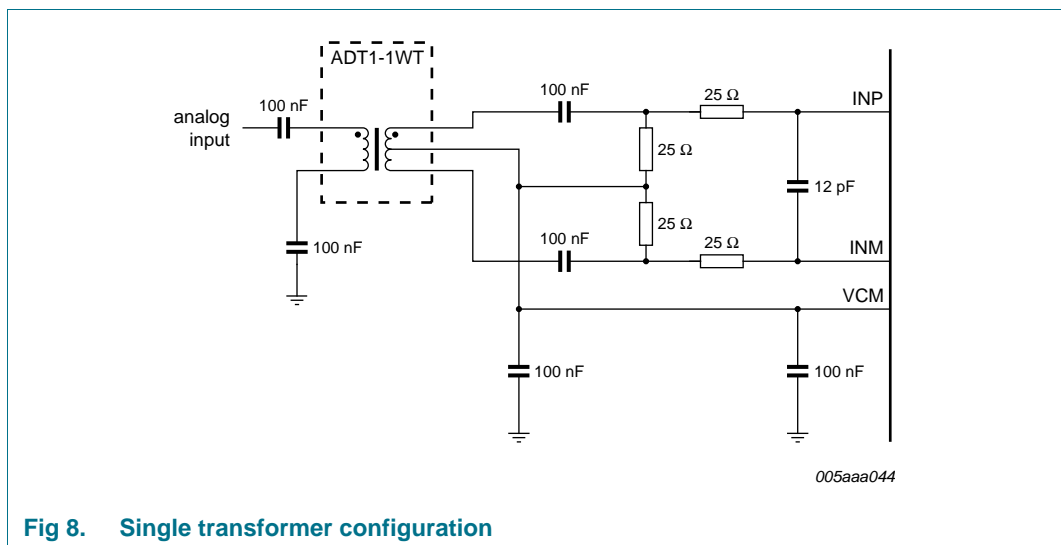 ADT1-1WT
100 nF
25 Ω
INP
100 nF
analog
input
25 Ω
12 pF
25 Ω
100 nF
25 Ω
100 nF
INM
VCM
100 nF
100 nF
005aaa044
Fig 8. Single transformer configuration